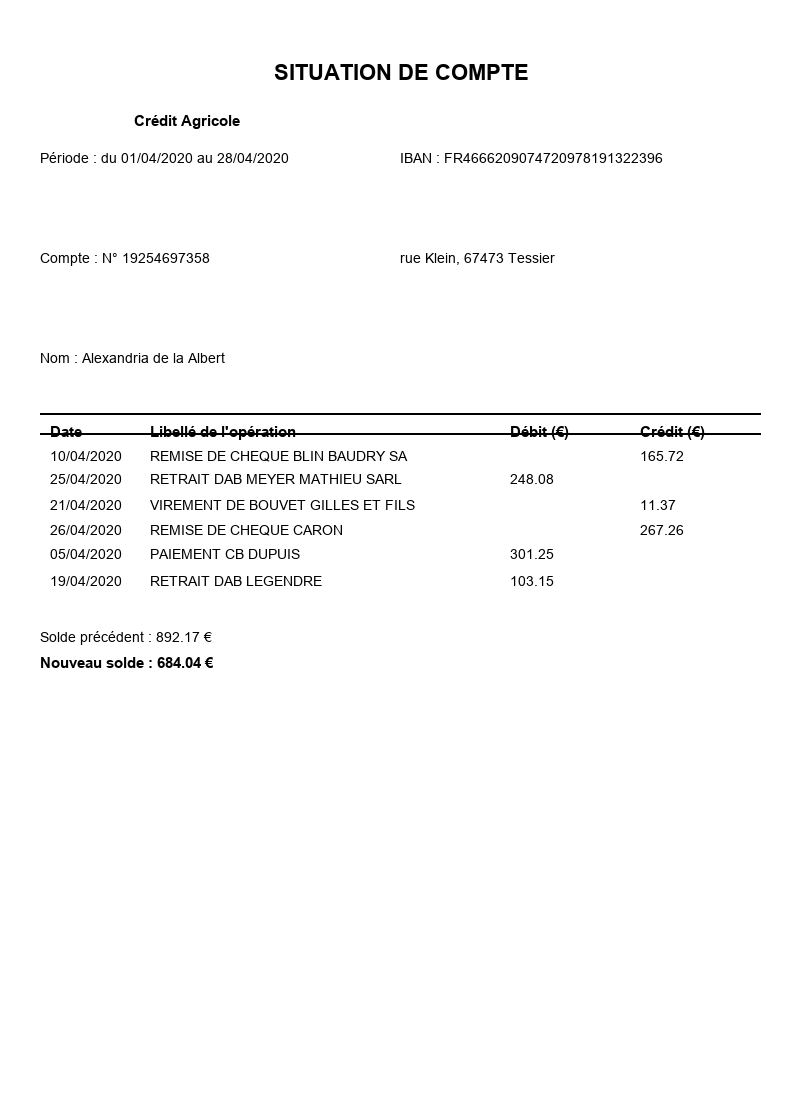 SITUATION DE COMPTE
Crédit Agricole
Période : du 01/04/2020 au 28/04/2020 IBAN : FR4666209074720978191322396
Compte : N° 19254697358 rue Klein, 67473 Tessier
Nom : Alexandria de la Albert
Date Libellé de l'opération Débit (€) Crédit (€)
10/04/2020 REMISE DE CHEQUE BLIN BAUDRY SA 165.72
25/04/2020 RETRAIT DAB MEYER MATHIEU SARL 248.08
21/04/2020 VIREMENT DE BOUVET GILLES ET FILS 11.37
26/04/2020 REMISE DE CHEQUE CARON 267.26
05/04/2020 PAIEMENT CB DUPUIS 301.25
19/04/2020 RETRAIT DAB LEGENDRE 103.15
Solde précédent : 892.17 €
Nouveau solde : 684.04 €